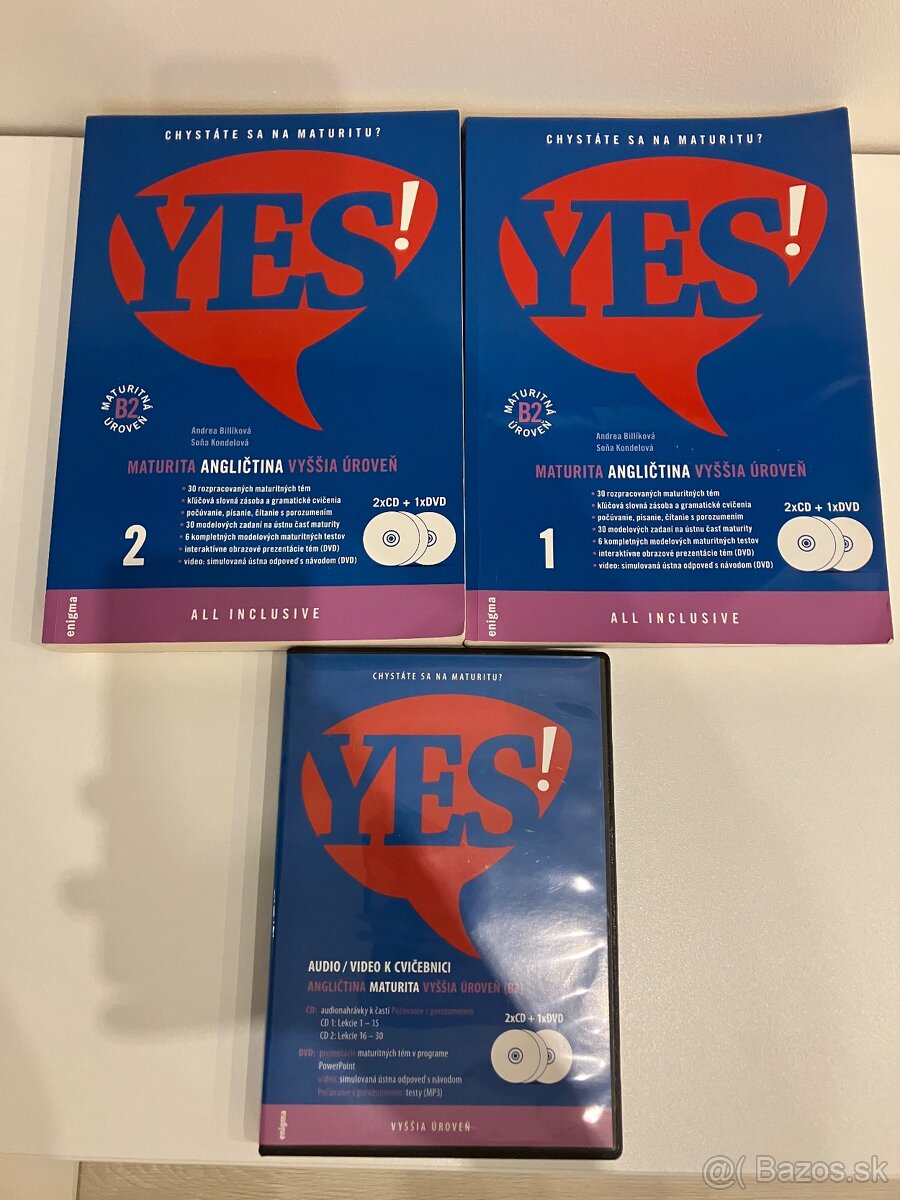 CHYSTÁTE SA NA MATURITU?
YES!
MATURITNÁ
B2
ÚROVEŇ
Andrea Billíková
Soňa Kondelová
MATURITA ANGLIČTINA VYŠŠIA ÚROVEŇ
• 30 rozpracovaných maturitných tém
• kľúčová slovná zásoba a gramatické cvičenia
• počúvanie, písanie, čítanie s porozumením
• 30 modelových zadaní na ústnu časť maturity
• 6 kompletných modelových maturitných testov
• interaktívne obrazové prezentácie tém (DVD)
• video: simulovaná ústna odpoveď s návodom (DVD)
2xCD + 1xDVD
2
enigma
ALL INCLUSIVE
CHYSTÁTE SA NA MATURITU?
YES!
MATURITNÁ
B2
ÚROVEŇ
Andrea Billíková
Soňa Kondelová
MATURITA ANGLIČTINA VYŠŠIA ÚROVEŇ
• 30 rozpracovaných maturitných tém
• kľúčová slovná zásoba a gramatické cvičenia
• počúvanie, písanie, čítanie s porozumením
• 30 modelových zadaní na ústnu časť maturity
• 6 kompletných modelových maturitných testov
• interaktívne obrazové prezentácie tém (DVD)
• video: simulovaná ústna odpoveď s návodom (DVD)
2xCD + 1xDVD
1
enigma
ALL INCLUSIVE
CHYSTÁTE SA NA MATURITU?
YES!
AUDIO / VIDEO K CVIČEBNICI
ANGLIČTINA MATURITA VYŠŠIA ÚROVEŇ (B2)
CD: audionahrávky k časti Počúvanie s porozumením
CD 1: Lekcie 1 – 15
CD 2: Lekcie 16 – 30
2xCD + 1xDVD
DVD: prezentácie maturitných tém v programe
PowerPoint
video: simulovaná ústna odpoveď s návodom
Počúvanie s porozumením: testy (MP3)
enigma
VYŠŠIA ÚROVEŇ
@( Bazos.sk